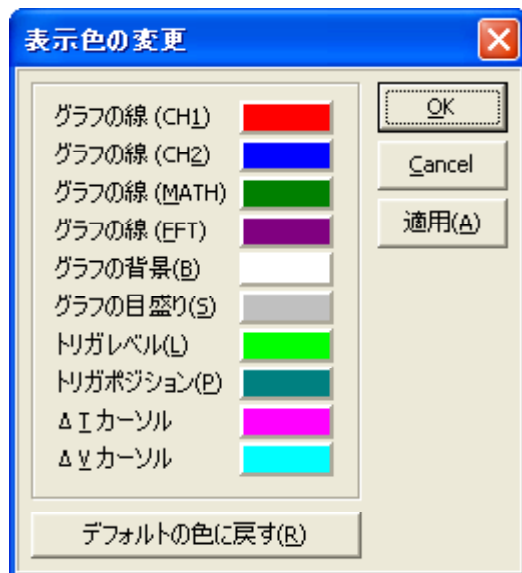 表示色の変更
グラフの線 (CH1)
グラフの線 (CH2)
グラフの線 (MATH)
グラフの線 (FFT)
グラフの背景(B)
グラフの目盛り(S)
トリガレベル(L)
トリガポジション(P)
ΔTカーソル
ΔVカーソル
OK
Cancel
適用(A)
デフォルトの色に戻す(R)